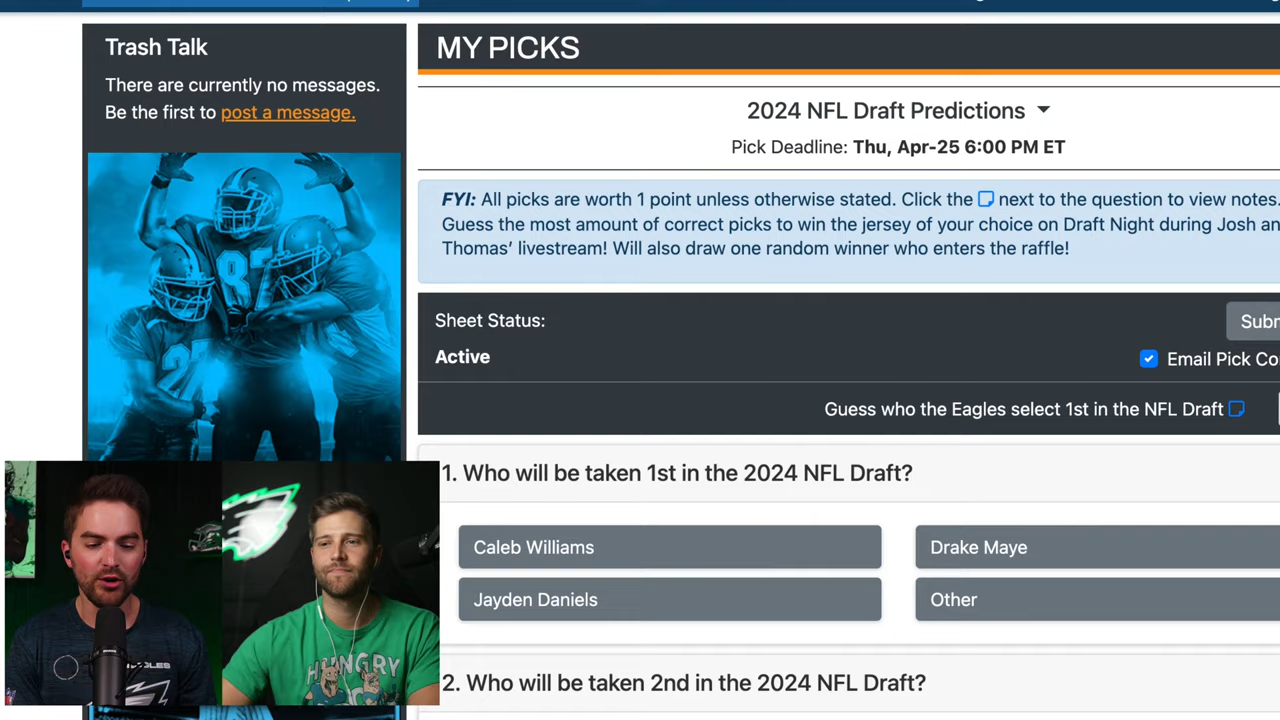 Trash Talk
There are currently no messages.
Be the first to post a message.
87
MY PICKS
2024 NFL Draft Predictions
Pick Deadline: Thu, Apr-25 6:00 PM ET
FYI: All picks are worth 1 point unless otherwise stated. Click the next to the question to view notes.
Guess the most amount of correct picks to win the jersey of your choice on Draft Night during Josh an
Thomas' livestream! Will also draw one random winner who enters the raffle!
Sheet Status:
Subm
Active
Email Pick Co
Guess who the Eagles select 1st in the NFL Draft
1. Who will be taken 1st in the 2024 NFL Draft?
Caleb Williams
Drake Maye
Jayden Daniels
Other
2. Who will be taken 2nd in the 2024 NFL Draft?
HUNGRY